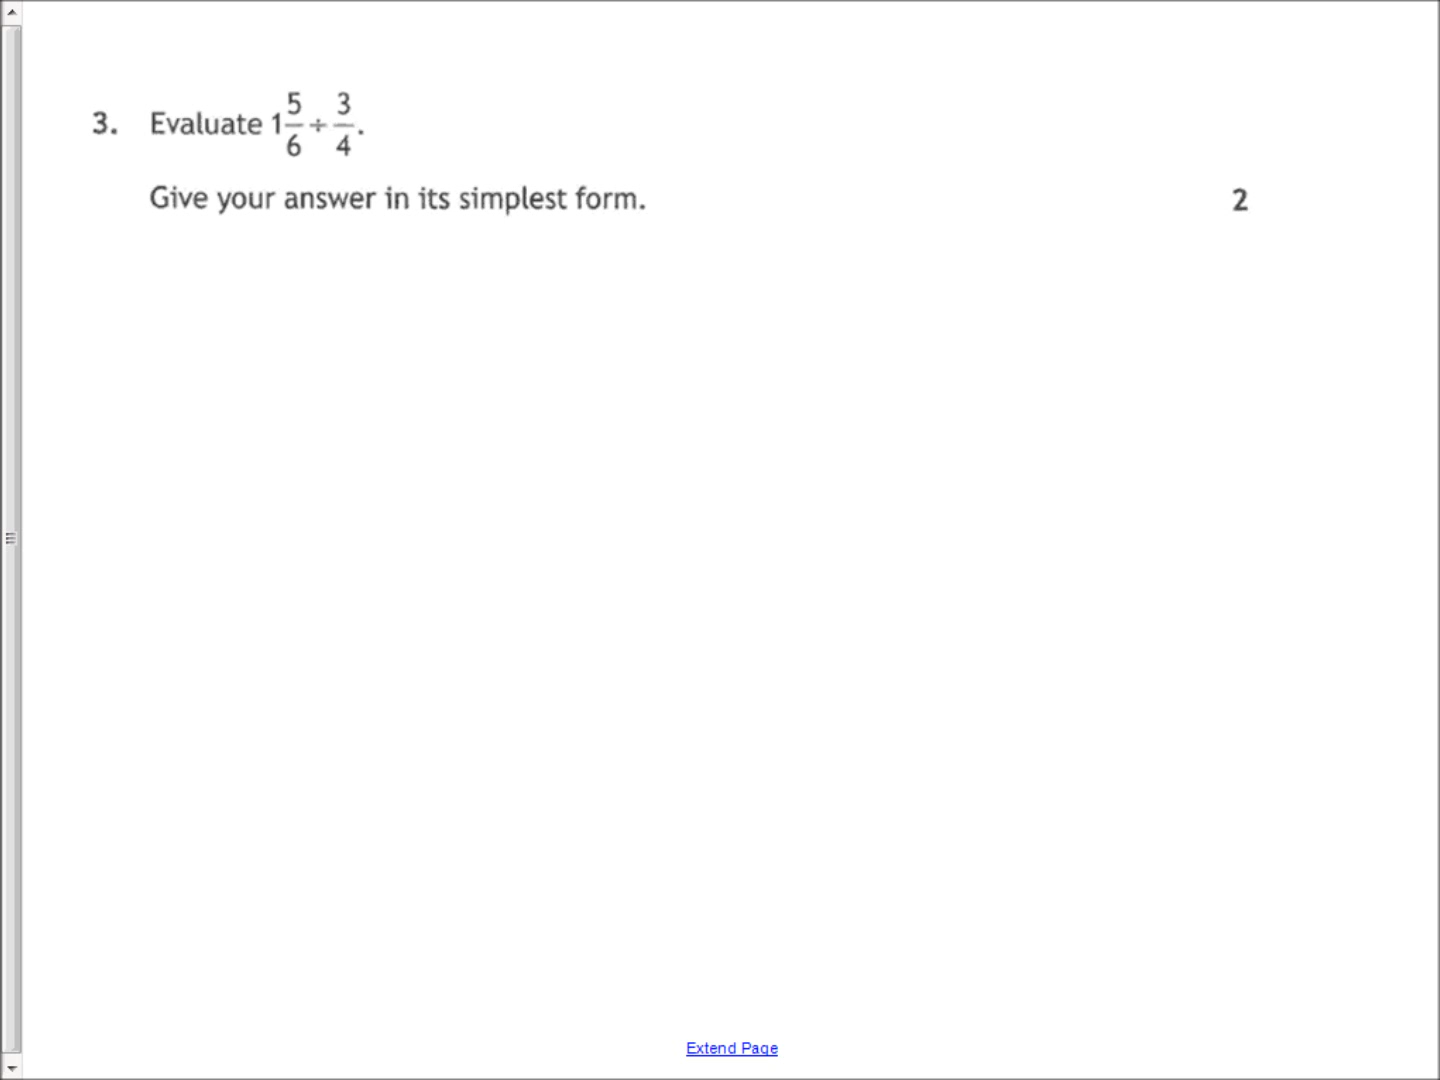 3. Evaluate 1 5/6 ÷ 3/4.
Give your answer in its simplest form. 2
Extend Page